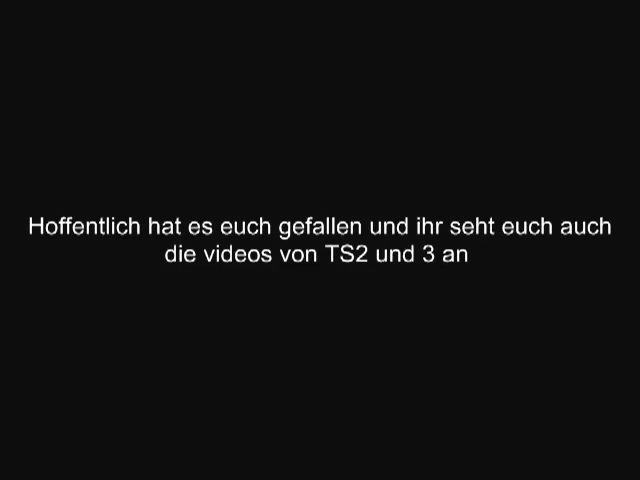 Hoffentlich hat es euch gefallen und ihr seht euch auch
die videos von TS2 und 3 an